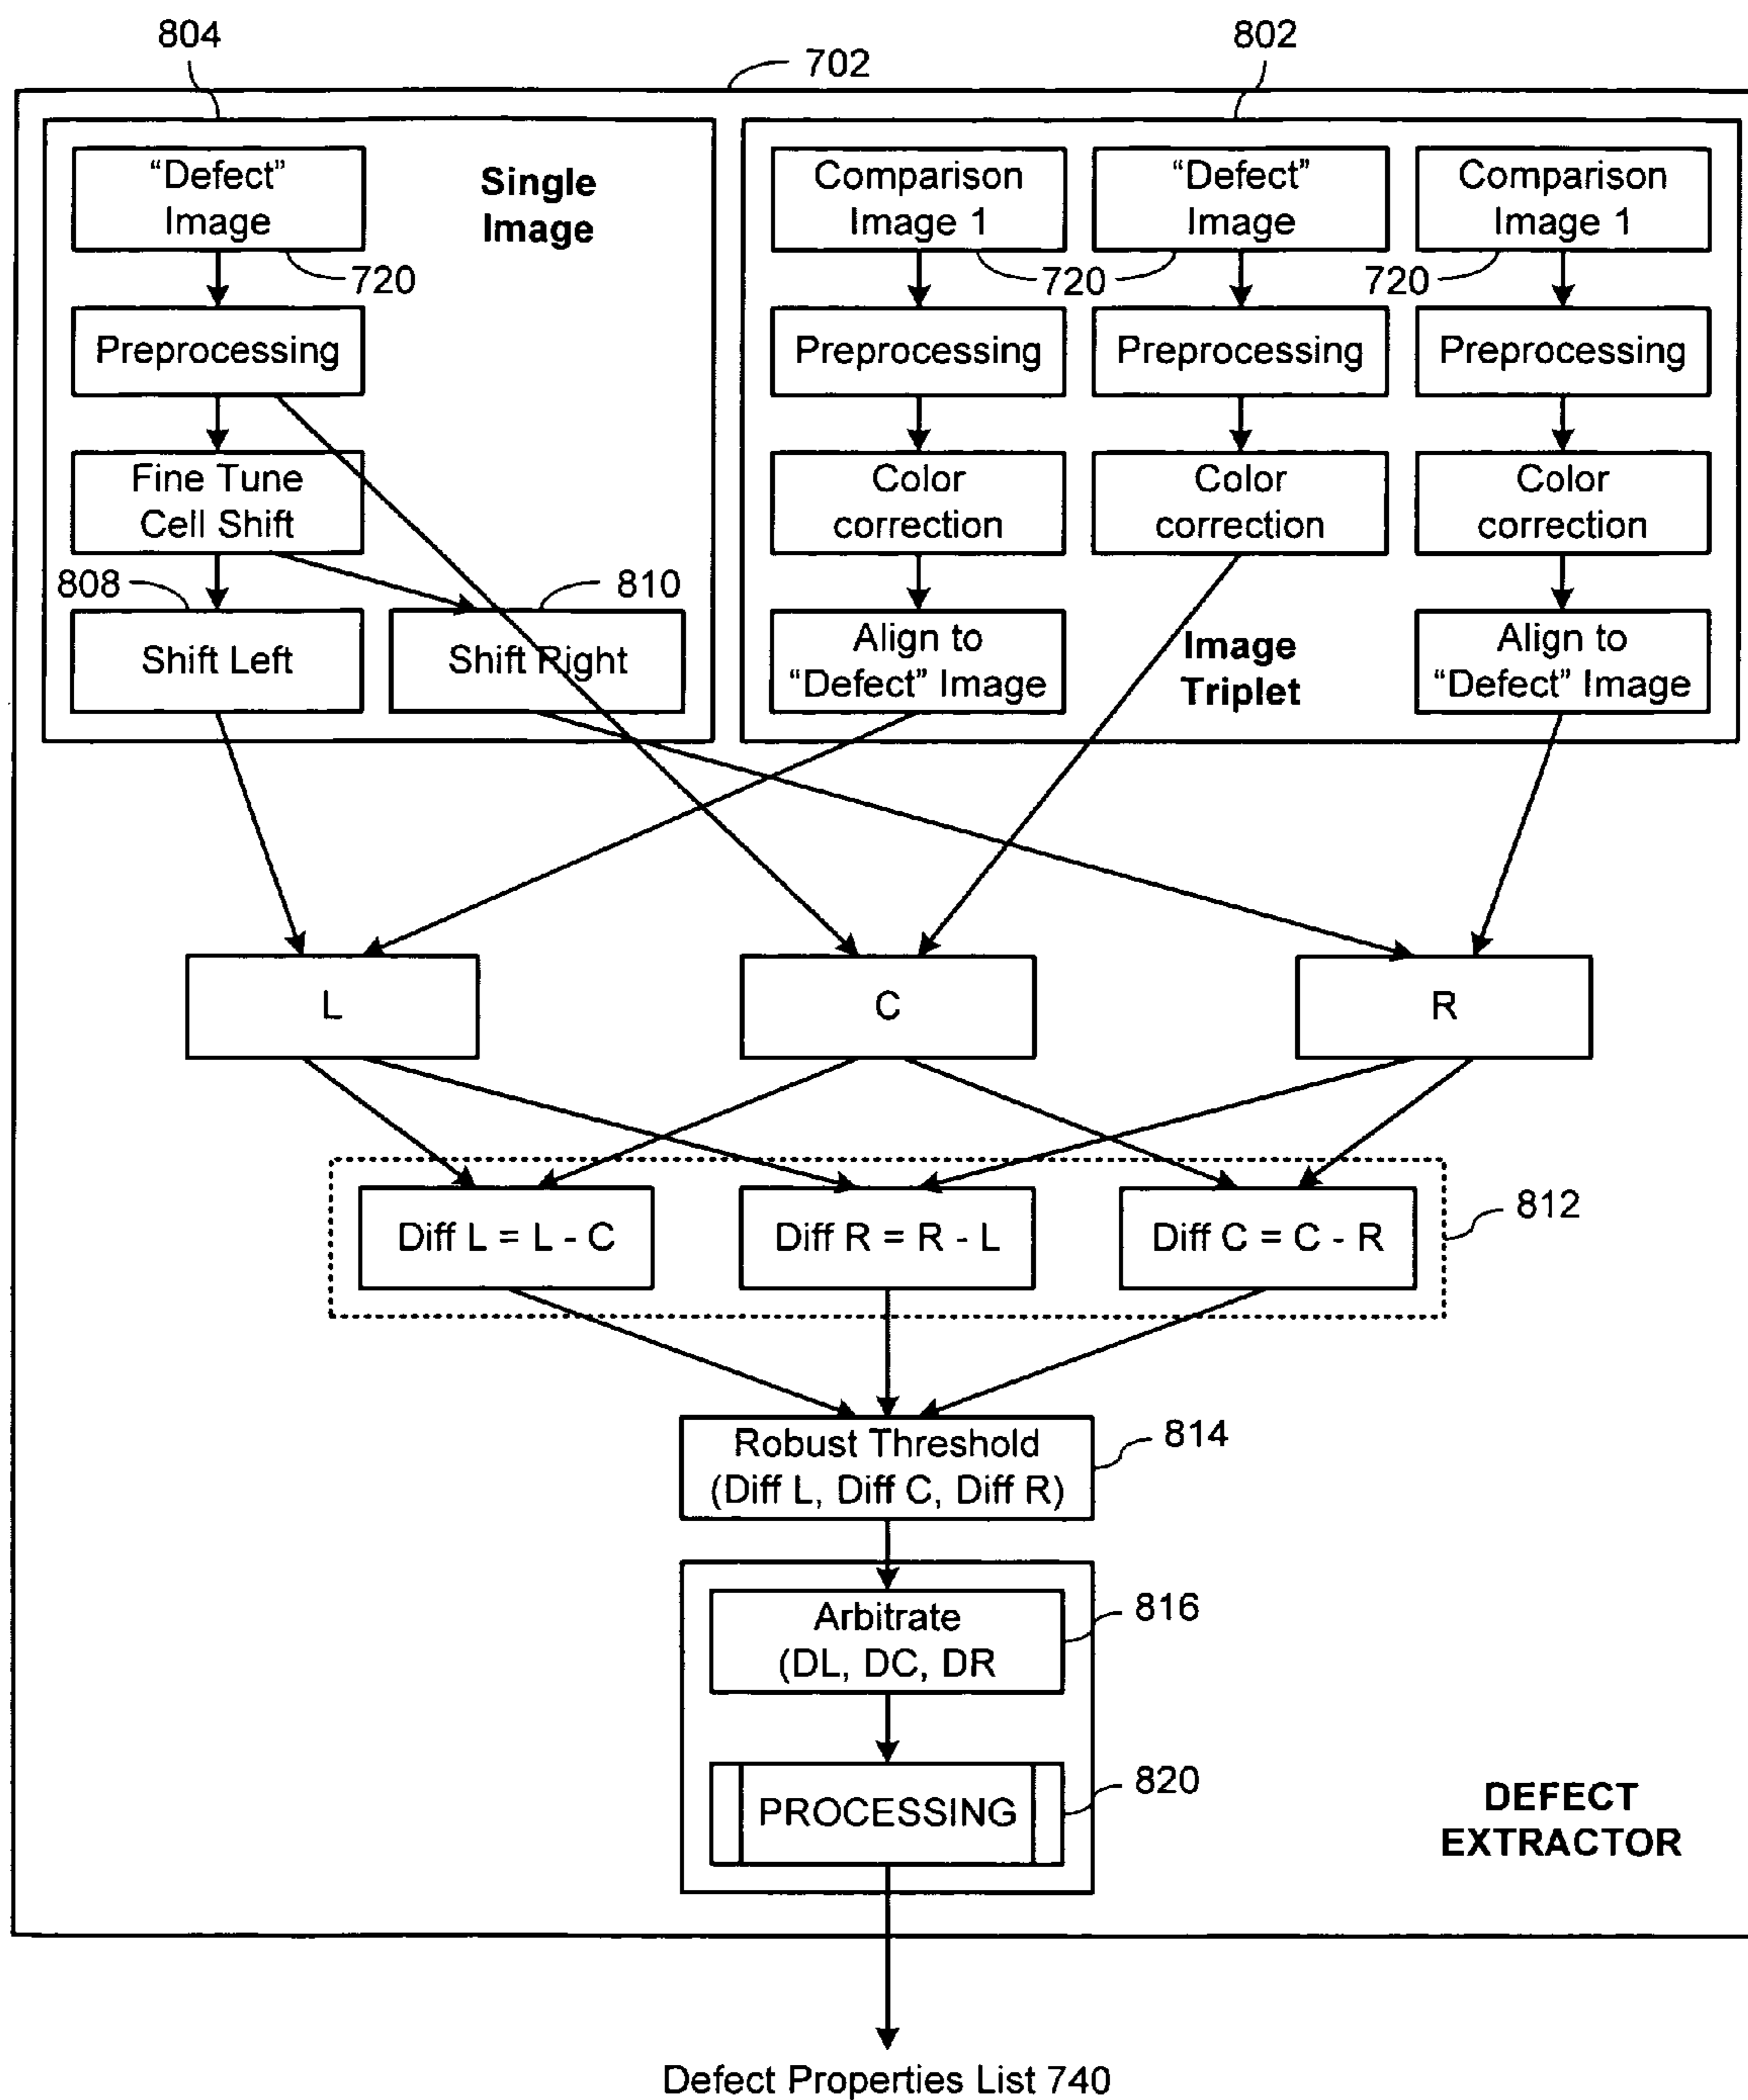 804
702
802
"Defect"
Image
Single
Image
720
Preprocessing
Fine Tune
Cell Shift
808
810
Shift Left
Shift Right
Comparison
Image 1
"Defect"
Image
Comparison
Image 1
720
720
Preprocessing
Preprocessing
Preprocessing
Color
correction
Color
correction
Color
correction
Align to
"Defect" Image
Image
Triplet
Align to
"Defect" Image
L
C
R
Diff L = L - C
Diff R = R - L
Diff C = C - R
812
Robust Threshold
(Diff L, Diff C, Diff R)
814
Arbitrate
(DL, DC, DR
816
PROCESSING
820
DEFECT
EXTRACTOR
Defect Properties List 740